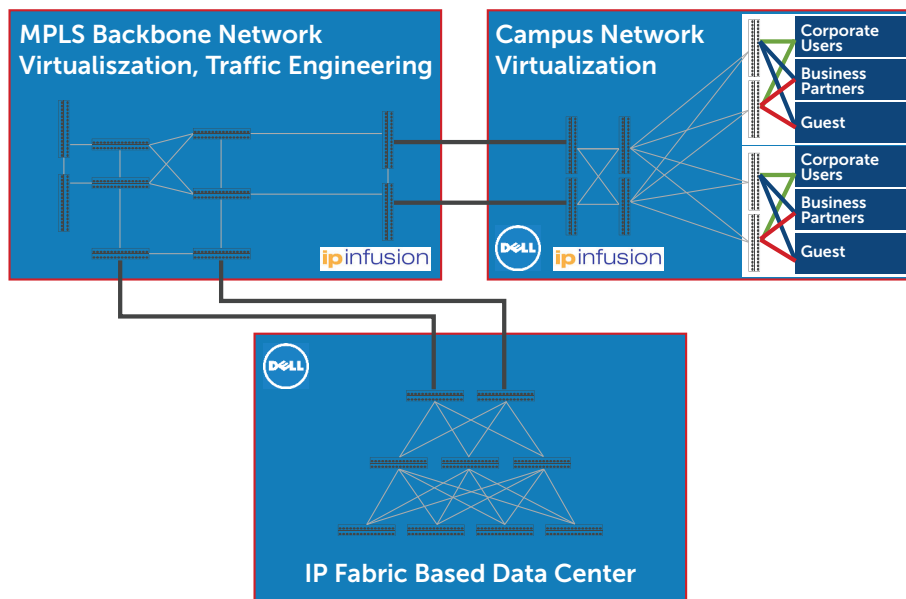 MPLS Backbone Network
Virtualiszation, Traffic Engineering
ipinfusion
Campus Network
Virtualization
DELL
ipinfusion
Corporate
Users
Business
Partners
Guest
Corporate
Users
Business
Partners
Guest
DELL
IP Fabric Based Data Center